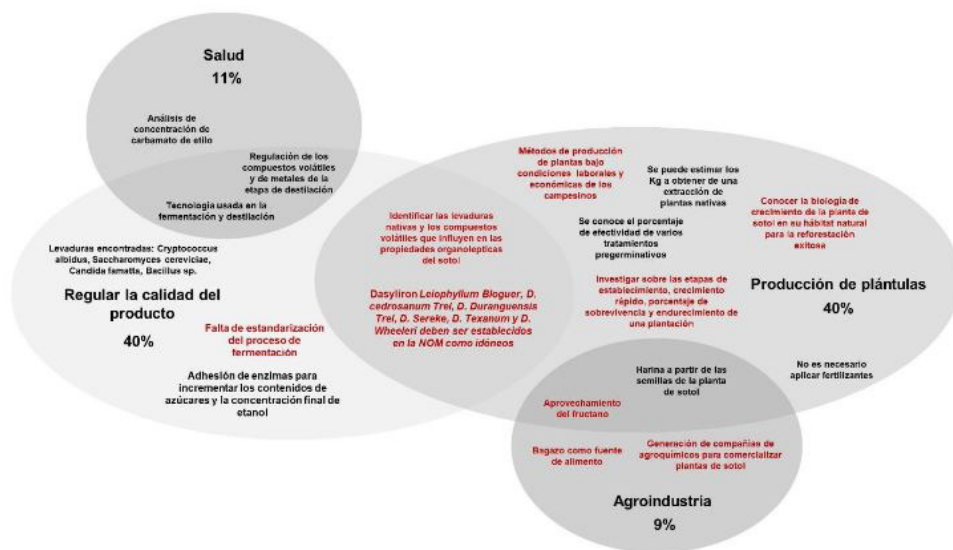 Salud
11%
Análisis de
concentración de
carbamato de etilo
Regulación de los
compuestos volátiles
y de metales de la
etapa de destilación
Tecnología usada en la
fermentación y destilación
Levaduras encontradas: Cryptococcus
albidus, Saccharomyces cereviciae,
Candida famatta, Bacillus sp.
Regular la calidad del
producto
40%
Falta de estandarización
del proceso de
fermentación
Adhesión de enzimas para
incrementar los contenidos de
azúcares y la concentración final de
etanol
Identificar las levaduras
nativas y los compuestos
volátiles que influyen en las
propiedades organolepticas
del sotol
Dasyliron Leiophyllum Bloguer, D.
cedrosanum Trel, D. Duranguensis
Trel, D. Sereke, D. Texanum y D.
Wheeleri deben ser establecidos
en la NOM como idóneos
Métodos de producción
de plantas bajo
condiciones laborales y
económicas de los
campesinos
Se puede estimar los
Kg a obtener de una
extracción de
plantas nativas
Se conoce el porcentaje
de efectividad de varios
tratamientos
pregerminativos
Conocer la biología de
crecimiento de la planta de
sotol en su hábitat natural
para la reforestación
exitosa
Investigar sobre las etapas de
establecimiento, crecimiento
rápido, porcentaje de
sobrevivencia y endurecimiento de
una plantación
Producción de plántulas
40%
No es necesario
aplicar fertilizantes
Harina a partir de las
semillas de la planta
de sotol
Aprovechamiento
del fructano
Bagazo como fuente
de alimento
Generación de compañías de
agroquímicos para comercializar
plantas de sotol
Agroindustria
9%